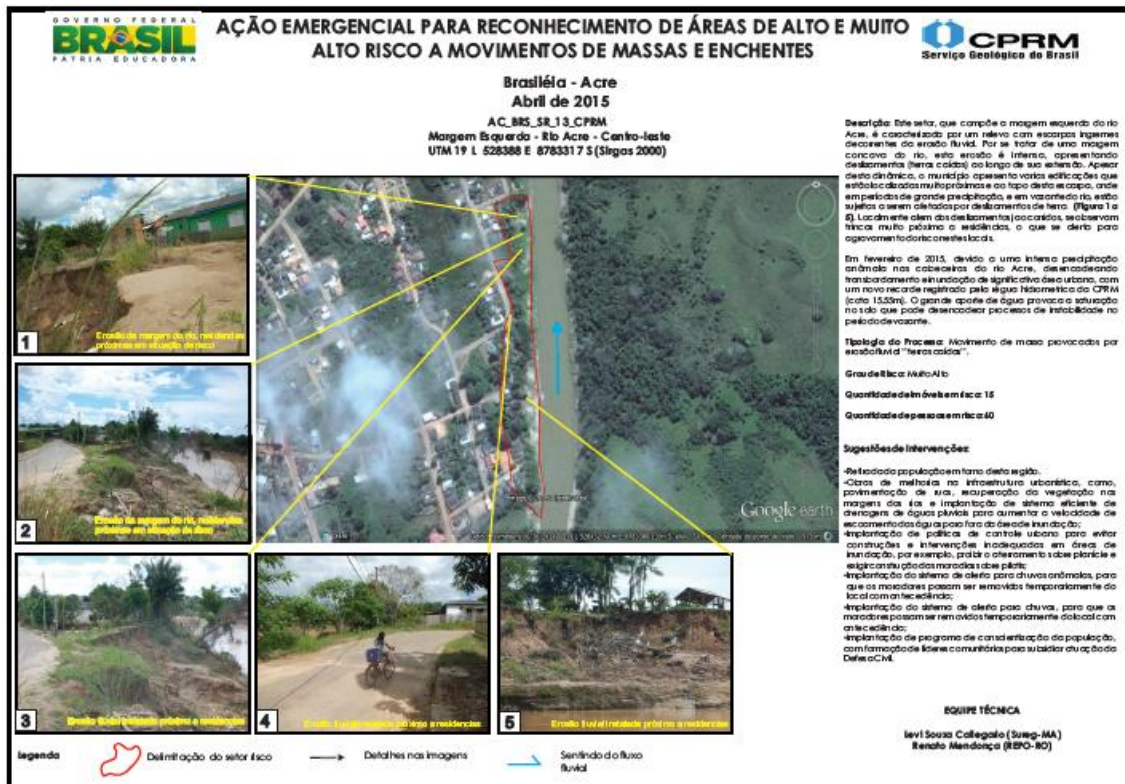 GOVERNO FEDERAL
BRASIL
PÁTRIA EDUCADORA
AÇÃO EMERGENCIAL PARA RECONHECIMENTO DE ÁREAS DE ALTO E MUITO
ALTO RISCO A MOVIMENTOS DE MASSAS E ENCHENTES
CPRM
Serviço Geológico do Brasil
Brasiléia - Acre
Abril de 2015
AC_BRS_SR_13_CPRM
Margem Esquerda - Rio Acre - Centro-leste
UTM 19 L 528388 E 8783317 S (Sirgas 2000)
Descrição: Este setor, que compõe a margem esquerda do rio
Acre, é caracterizado por um relevo com escarpas íngremes
decorrentes da erosão fluvial. Por se tratar de uma margem
concava do rio, esta erosão é intensa, apresentando
deslizamentos (terras caídas) ao longo de sua extensão. Apesar
desta dinâmica, o município apresenta varias edificações que
estão localizadas muito próximas e ao topo desta escarpa, onde
em períodos de grande precipitação, e em vazante do rio, estão
sujeitas a serem afetadas por deslizamentos de terra (Figura 1 a
5). Localmente alem dos deslizamentos ja ocorridos, se observam
trincas muito próxima a residências, o que se alerta para
agravamento do risco nestes locais.
Em fevereiro de 2015, devido a uma intensa precipitação
anômala nas cabeceiras do rio Acre, desencadeando
transbordamento e inundação de significativa área urbana, com
um novo recorde registrado pela régua hidrometrica da CPRM
(cota 15,55m). O grande aporte de água provoca a saturação
no solo que pode desencadear processos de instabilidade no
período de vazante.
Tipologia do Processo: Movimento de massa provocados por
erosão fluvial "terras caídas".
Grau de Risco: Muito Alto
Quantidade de imóveis em risco: 15
Quantidade de pessoas em risco: 60
Sugestões de Intervenções:
-Retirada da população em torno desta região.
-Obras de melhorias na infraestrutura urbanística, como,
pavimentação de ruas, recuperação da vegetação nas
margens dos rios e implantação de sistema eficiente de
drenagem de águas pluviais para aumentar a velocidade de
escoamento das águas para fora da área de inundação;
-Implantação de políticas de controle urbano para evitar
construções e intervenções inadequadas em áreas de
inundação, por exemplo, proibir o aterramento sobre planície e
exigir construção das moradias sobre pilotis;
-Implantação do sistema de alerta para chuvas anômalas, para
que os moradores possam ser removidos temporariamente do
local com antecedência;
-Implantação do sistema de alerta para chuvas, para que os
moradores possam ser removidos temporariamente do local com
antecedência;
-Implantação de programa de conscientização da população,
com formação de líderes comunitários para subsidiar atuação da
Defesa Civil.
EQUIPE TÉCNICA
Levi Souza Callegario (Sureg-MA)
Renato Mendonça (REPO-RO)
1
Erosão da margem do rio, residencias
próximas em situação de risco
2
Erosão da margem do rio, residencias
próximas em situação de risco
3
Erosão fluvial instalada próximo a residencias
4
Erosão fluvial instalada próximo a residencias
5
Erosão fluvial instalada próximo a residencias
Google earth
Legenda
Delimitação do setor risco
Detalhes nas imagens
Sentindo do fluxo
fluvial